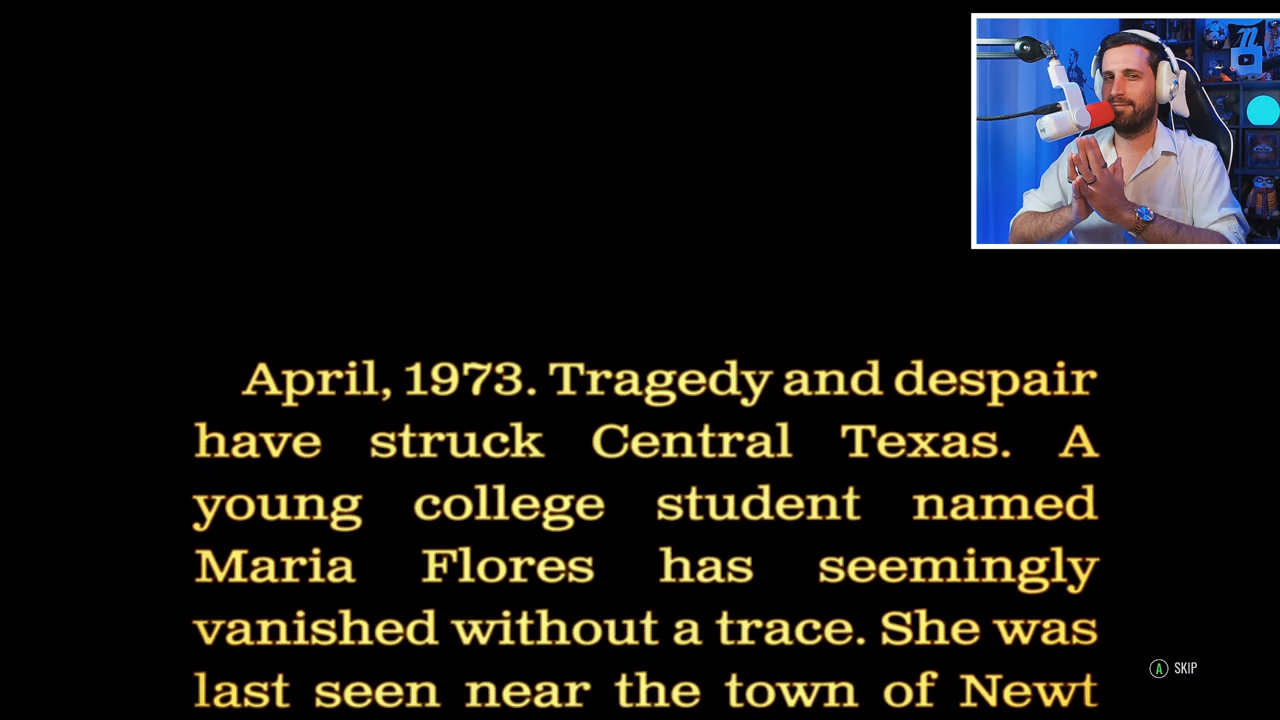 April, 1973. Tragedy and despair
have struck Central Texas. A
young college student named
Maria Flores has seemingly
vanished without a trace. She was
last seen near the town of Newt
A SKIP